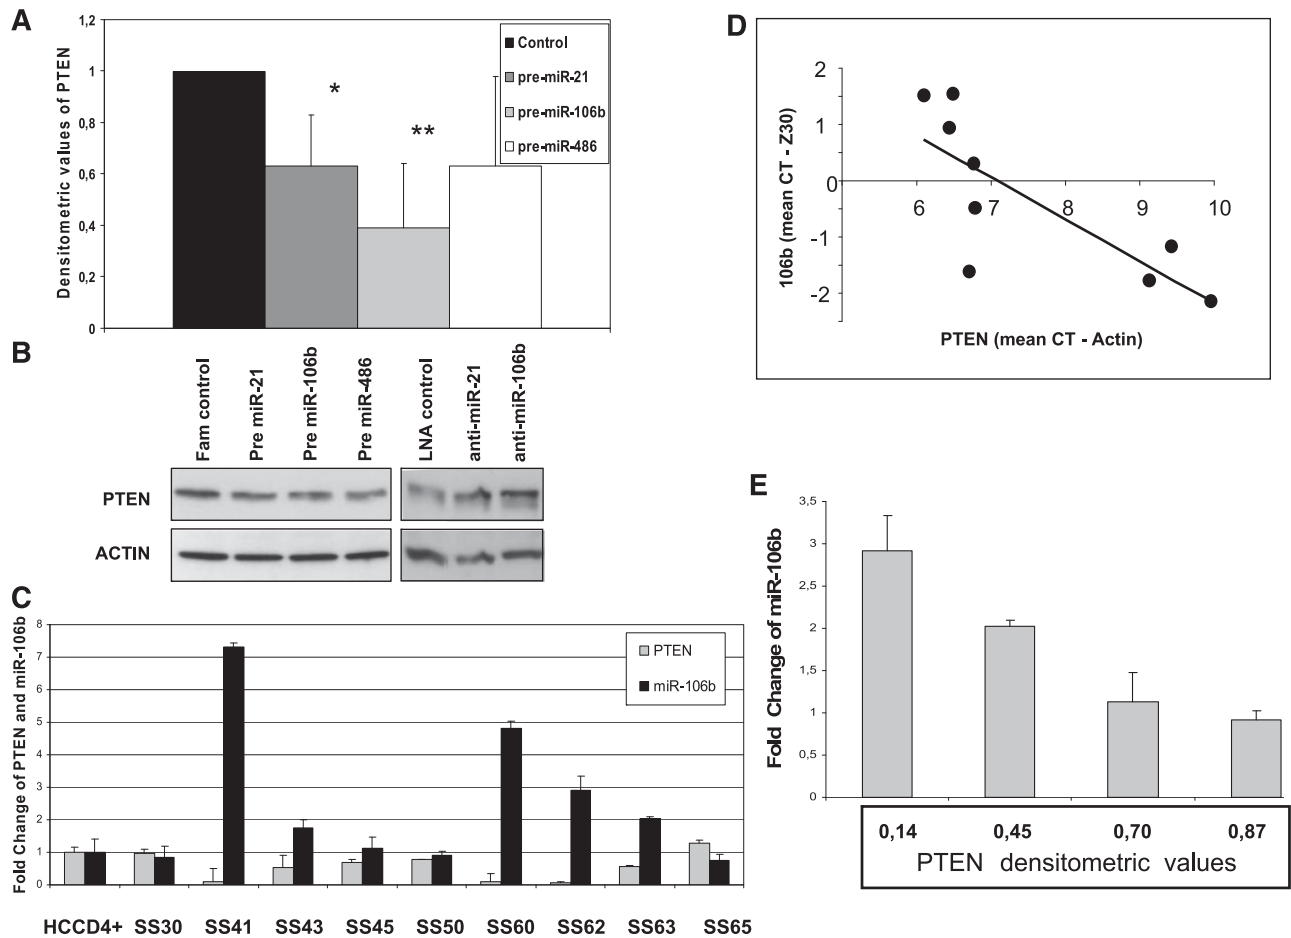 A
Densitometric values of PTEN
1,2
1
0,8
0,6
0,4
0,2
0
*
**
Control
pre-miR-21
pre-miR-106b
pre-miR-486
B
Fam control
Pre miR-21
Pre miR-106b
Pre miR-486
LNA control
anti-miR-21
anti-miR-106b
PTEN
ACTIN
C
Fold Change of PTEN and miR-106b
8
7
6
5
4
3
2
1
0
PTEN
miR-106b
HCCD4+ SS30 SS41 SS43 SS45 SS50 SS60 SS62 SS63 SS65
D
106b (mean CT - Z30)
2
1
0
-1
-2
6 7 8 9 10
PTEN (mean CT - Actin)
E
Fold Change of miR-106b
3,5
3
2,5
2
1,5
1
0,5
0
0,14 0,45 0,70 0,87
PTEN densitometric values